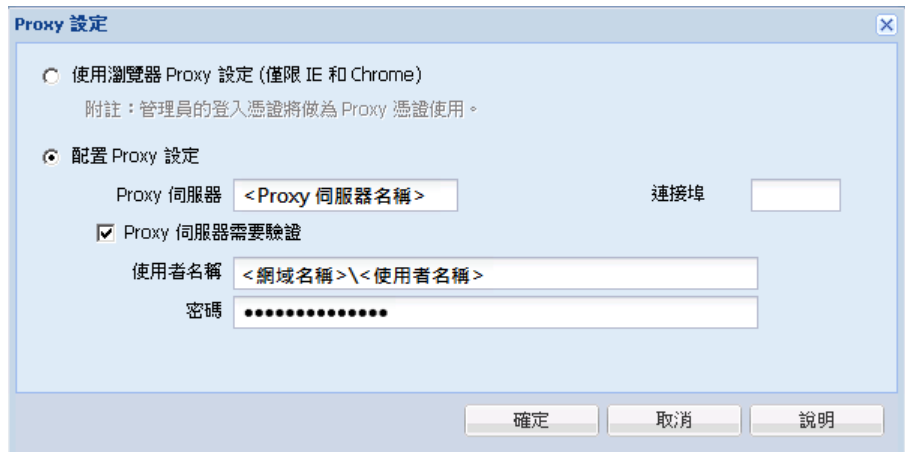 Proxy 設定
使用瀏覽器 Proxy 設定 (僅限 IE 和 Chrome)
附註：管理員的登入憑證將做為 Proxy 憑證使用。
配置 Proxy 設定
Proxy 伺服器 <Proxy 伺服器名稱> 連接埠
Proxy 伺服器需要驗證
使用者名稱 <網域名稱>\<使用者名稱>
密碼 ••••••••••••••
確定 取消 說明